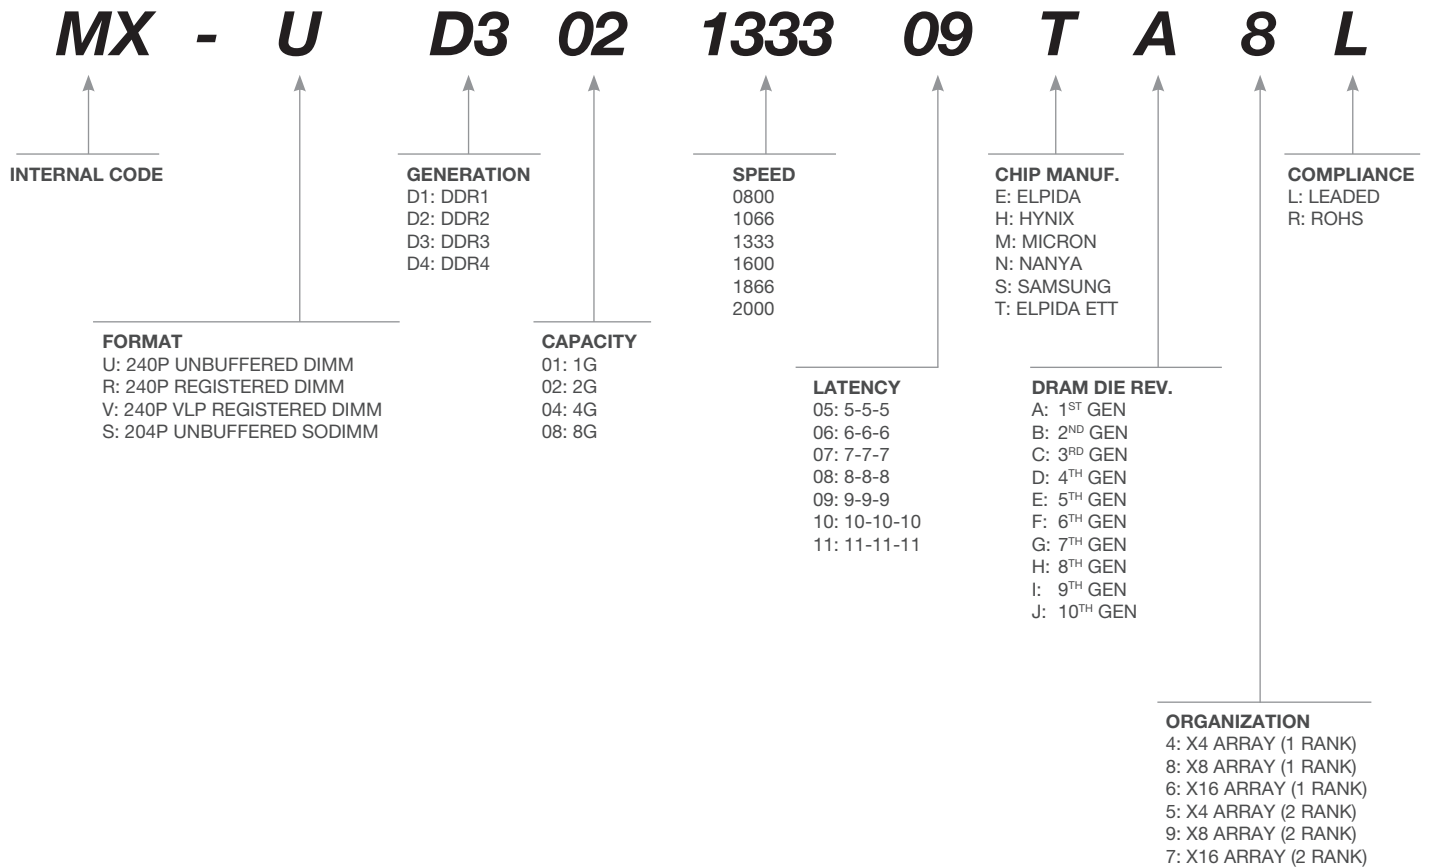 MX - U D3 02 1333 09 T A 8 L
INTERNAL CODE
FORMAT
U: 240P UNBUFFERED DIMM
R: 240P REGISTERED DIMM
V: 240P VLP REGISTERED DIMM
S: 204P UNBUFFERED SODIMM
GENERATION
D1: DDR1
D2: DDR2
D3: DDR3
D4: DDR4
CAPACITY
01: 1G
02: 2G
04: 4G
08: 8G
SPEED
0800
1066
1333
1600
1866
2000
LATENCY
05: 5-5-5
06: 6-6-6
07: 7-7-7
08: 8-8-8
09: 9-9-9
10: 10-10-10
11: 11-11-11
CHIP MANUF.
E: ELPIDA
H: HYNIX
M: MICRON
N: NANYA
S: SAMSUNG
T: ELPIDA ETT
DRAM DIE REV.
A: 1ST GEN
B: 2ND GEN
C: 3RD GEN
D: 4TH GEN
E: 5TH GEN
F: 6TH GEN
G: 7TH GEN
H: 8TH GEN
I: 9TH GEN
J: 10TH GEN
ORGANIZATION
4: X4 ARRAY (1 RANK)
8: X8 ARRAY (1 RANK)
6: X16 ARRAY (1 RANK)
5: X4 ARRAY (2 RANK)
9: X8 ARRAY (2 RANK)
7: X16 ARRAY (2 RANK)
COMPLIANCE
L: LEADED
R: ROHS